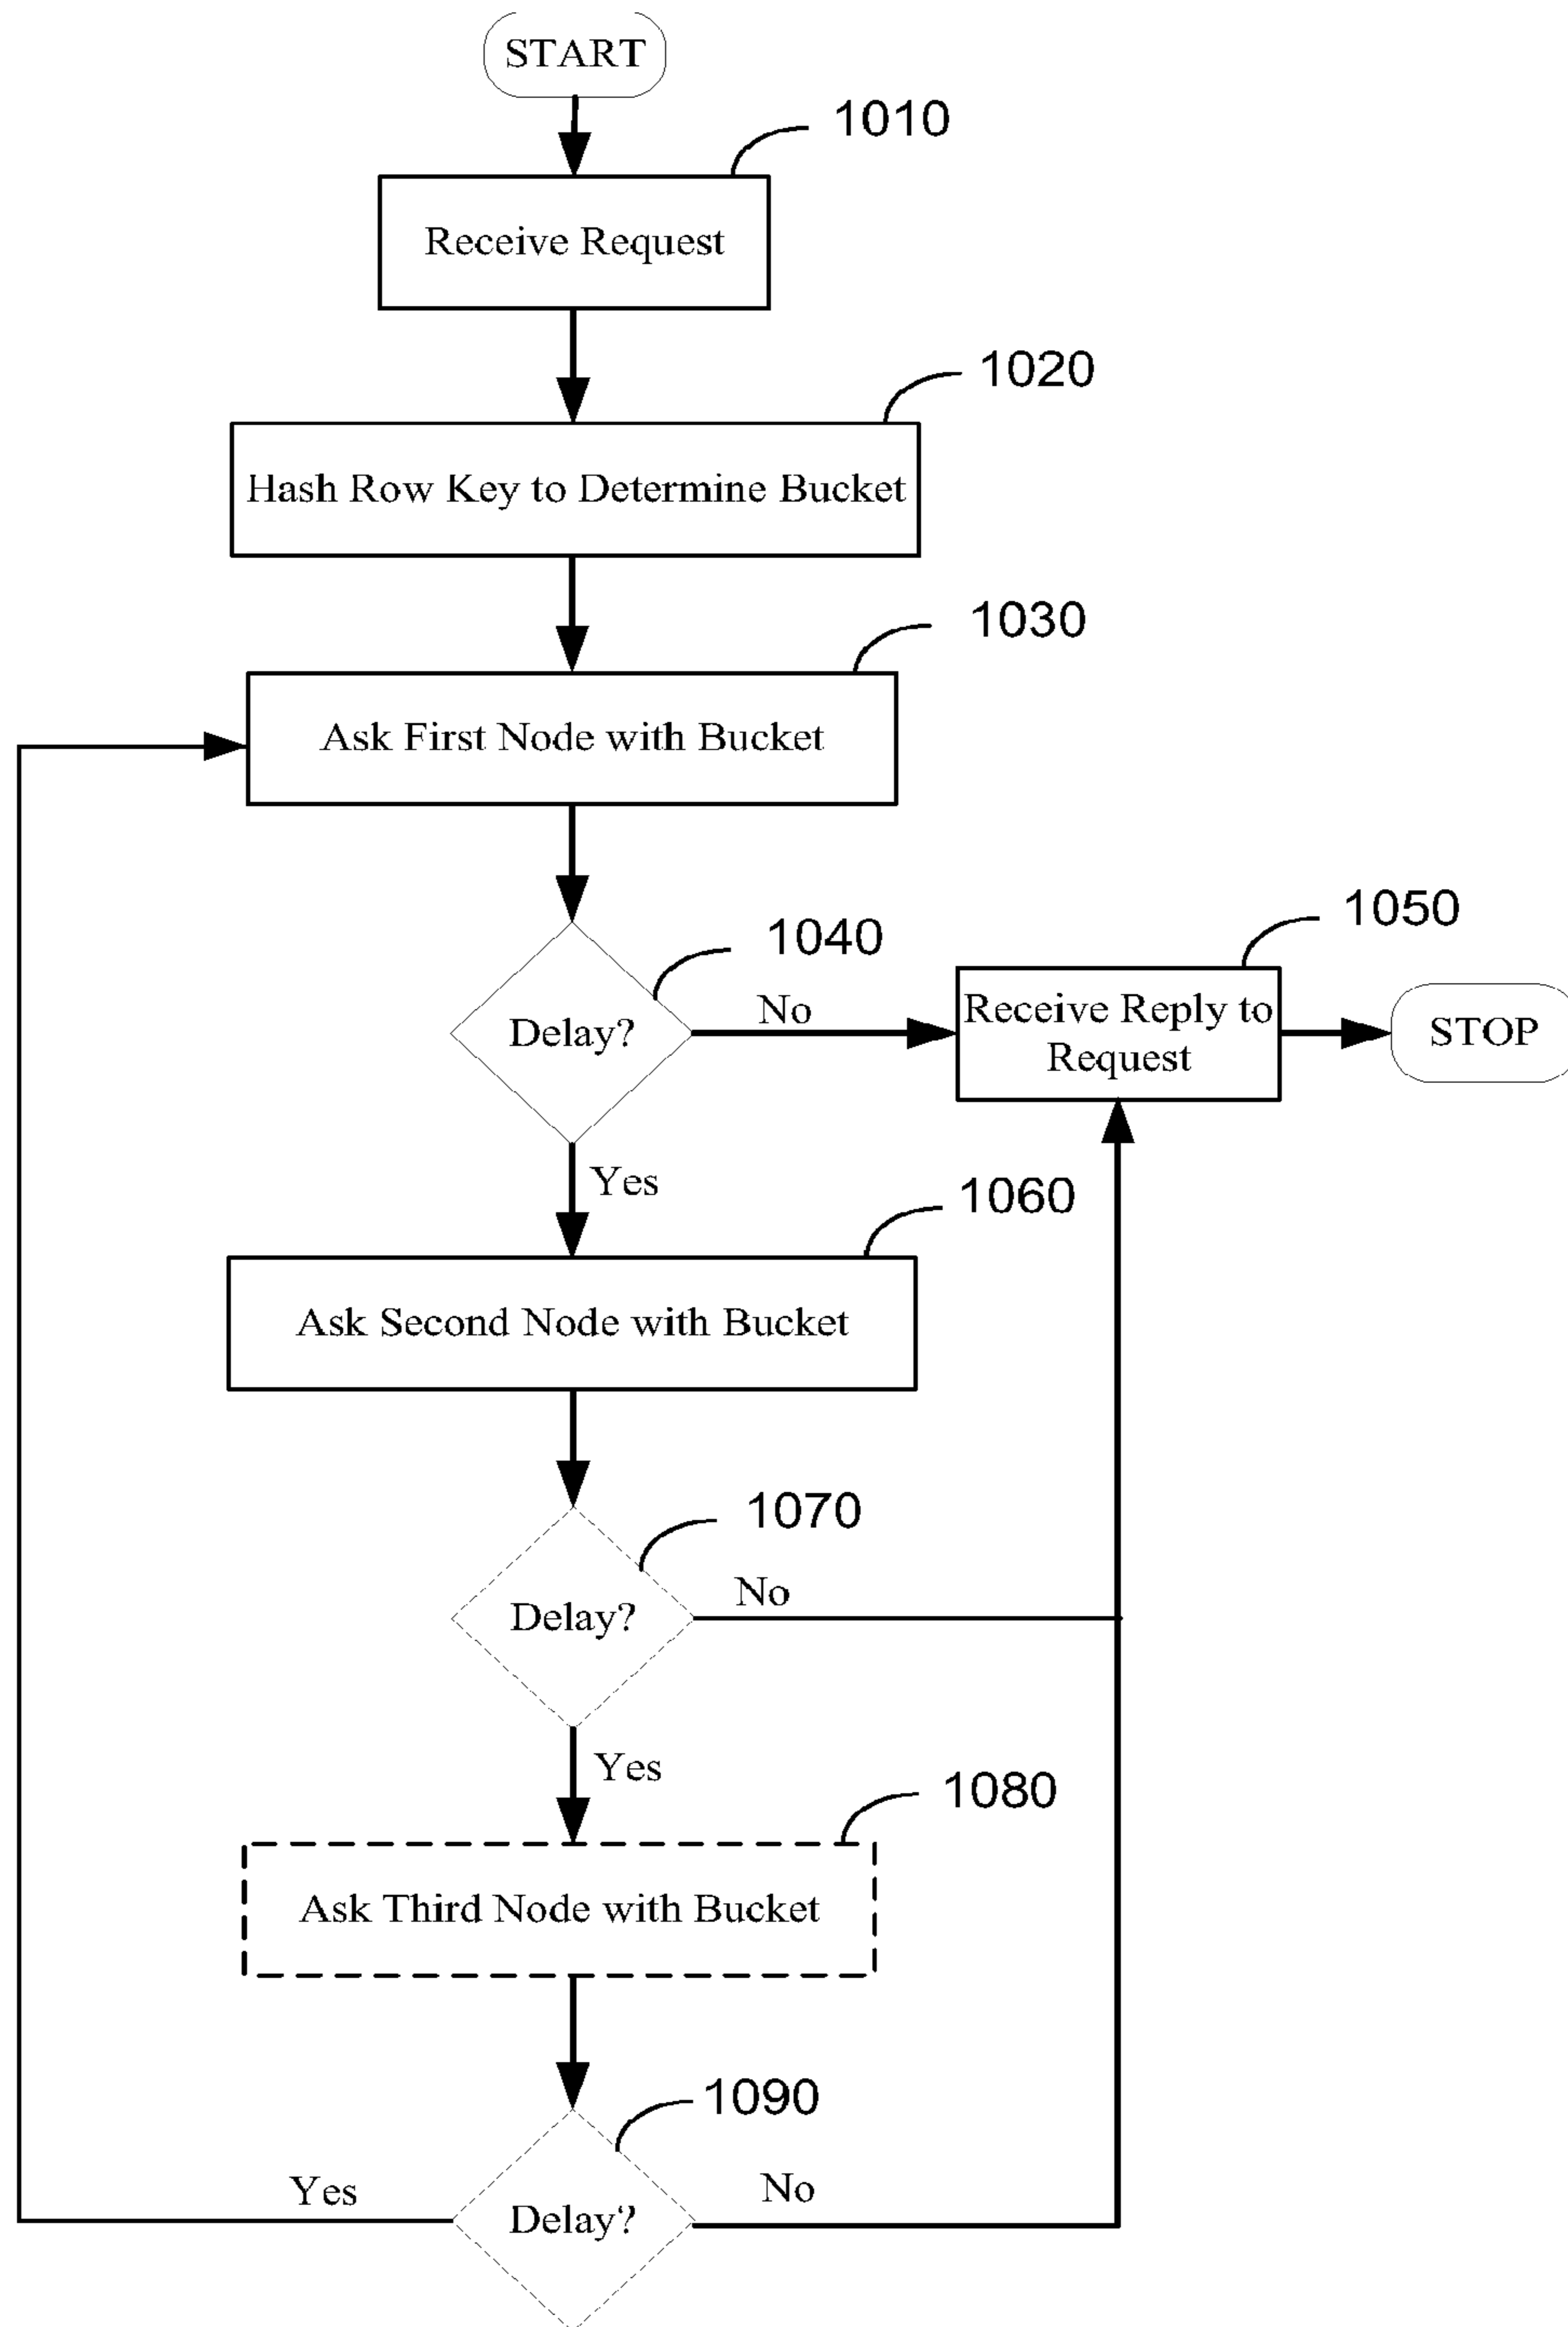 START
1010
Receive Request
1020
Hash Row Key to Determine Bucket
1030
Ask First Node with Bucket
1040
Delay?
No
1050
Receive Reply to
Request
STOP
Yes
1060
Ask Second Node with Bucket
1070
Delay?
No
Yes
1080
Ask Third Node with Bucket
1090
Delay?
Yes
No